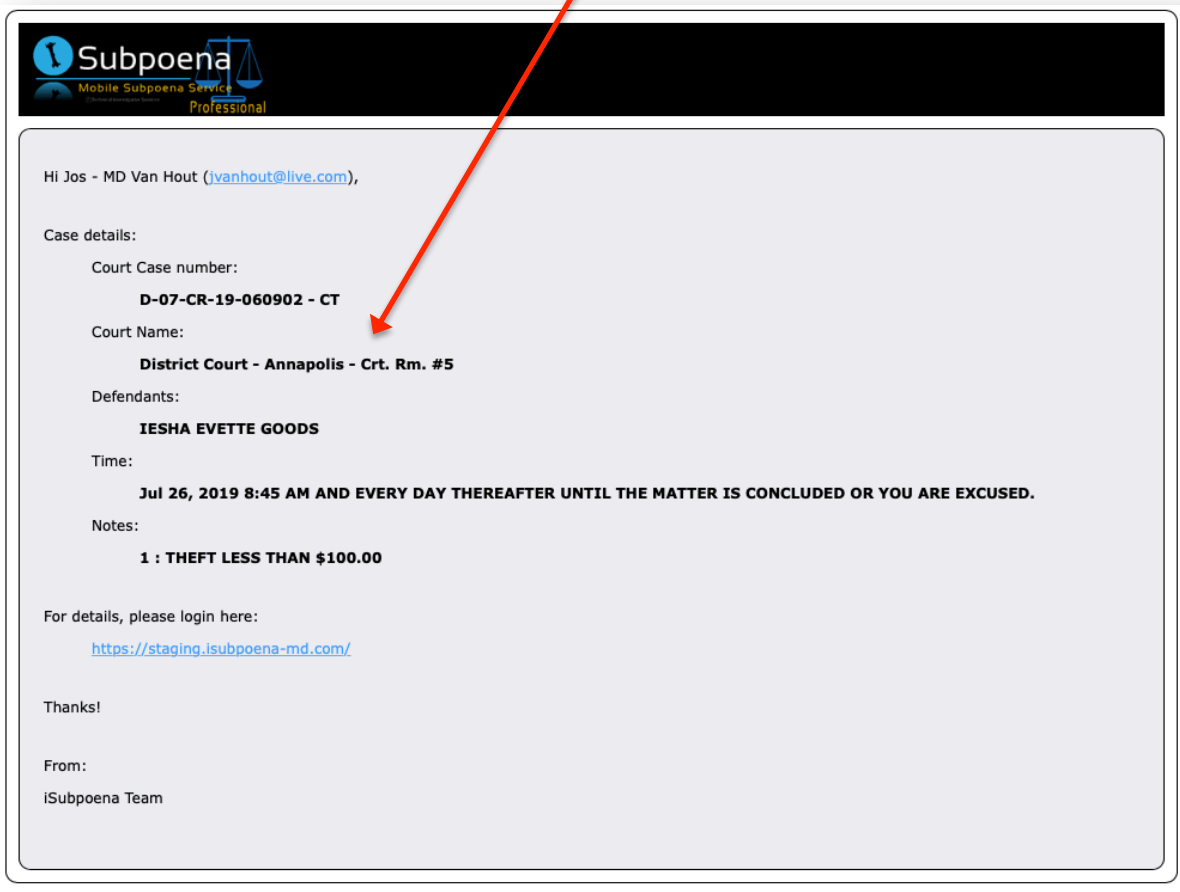 Subpoena
Mobile Subpoena Service
Professional
Hi Jos - MD Van Hout (jvanhout@live.com),
Case details:
Court Case number:
D-07-CR-19-060902 - CT
Court Name:
District Court - Annapolis - Crt. Rm. #5
Defendants:
IESHA EVETTE GOODS
Time:
Jul 26, 2019 8:45 AM AND EVERY DAY THEREAFTER UNTIL THE MATTER IS CONCLUDED OR YOU ARE EXCUSED.
Notes:
1 : THEFT LESS THAN $100.00
For details, please login here:
https://staging.isubpoena-md.com/
Thanks!
From:
iSubpoena Team